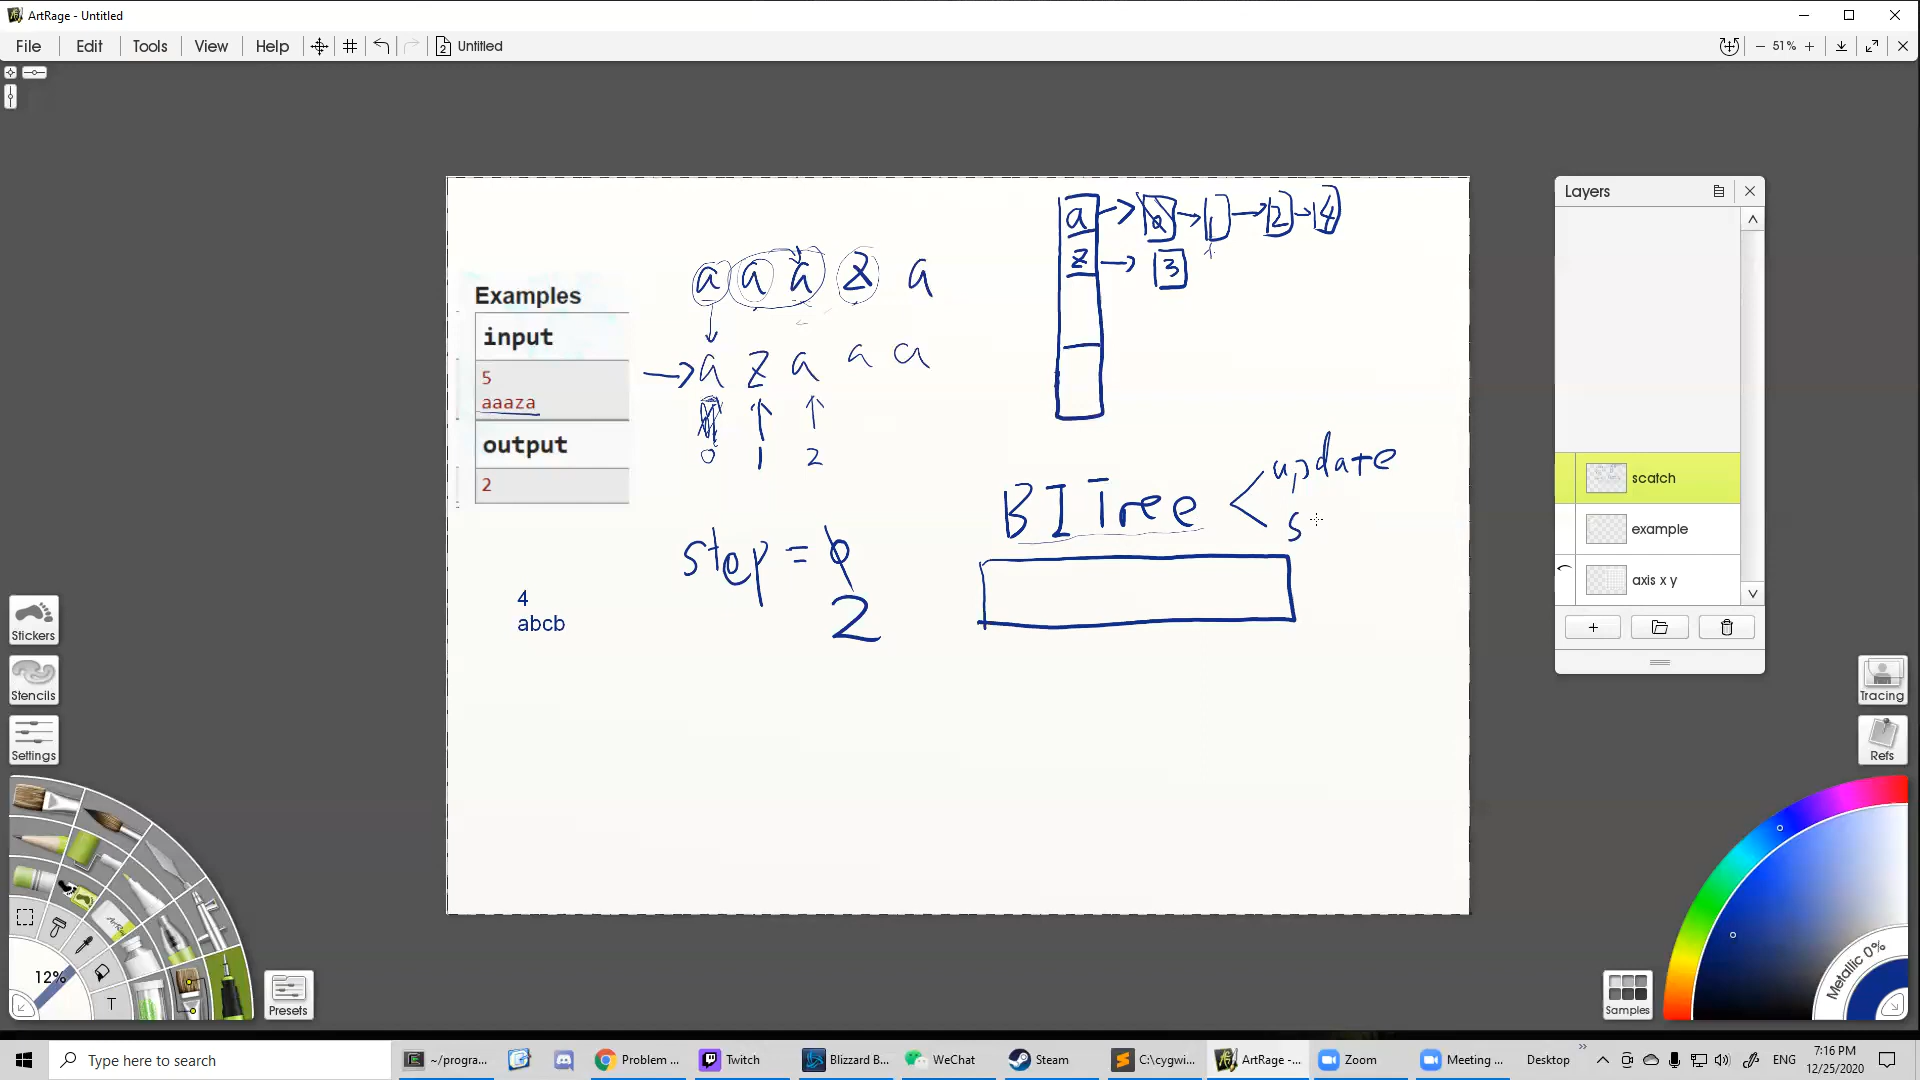 ArtRage - Untitled
File Edit Tools View Help 2 Untitled 51%
Layers
scatch
example
axis x y
Examples
input
5
aaaza
output
2
4
abcb
a a a z a
a z a a a
0 1 2
step = 0
2
a 0 1 2 4
z 3
BITree
update
s
Stickers
Stencils
Settings
12%
T
Presets
Tracing
Refs
Metallic 0%
Samples
Type here to search
~/progra...
Problem ...
Twitch
Blizzard B...
WeChat
Steam
C:\cygwi...
ArtRage -...
Zoom
Meeting ...
Desktop
ENG
7:16 PM
12/25/2020